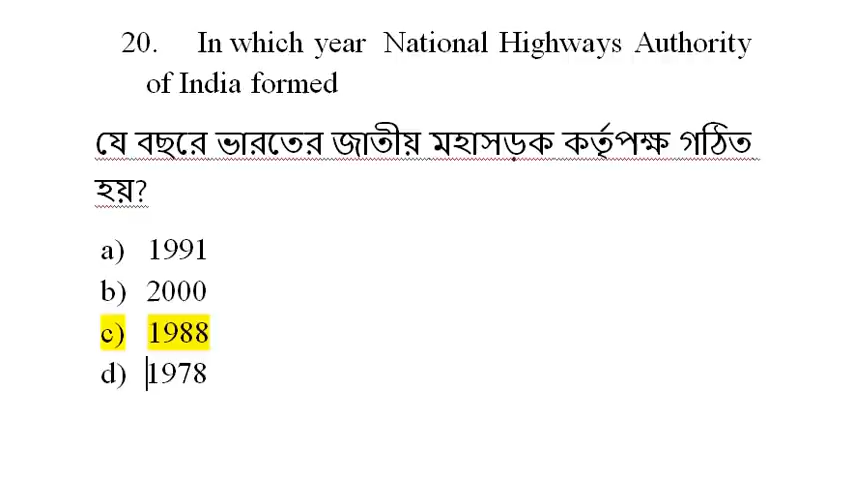 20. In which year National Highways Authority
of India formed
যে বছরে ভারতের জাতীয় মহাসড়ক কর্তৃপক্ষ গঠিত
হয়?
a) 1991
b) 2000
c) 1988
d) 1978